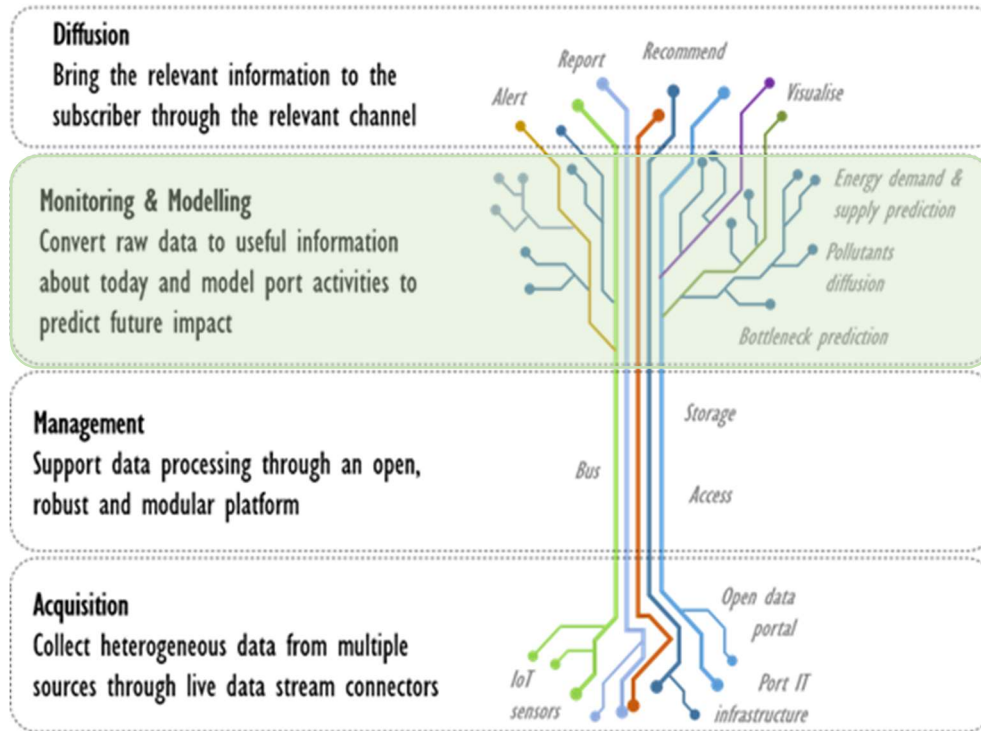 Diffusion
Bring the relevant information to the
subscriber through the relevant channel
Alert
Report
Recommend
Visualise
Monitoring & Modelling
Convert raw data to useful information
about today and model port activities to
predict future impact
Energy demand &
supply prediction
Pollutants
diffusion
Bottleneck prediction
Management
Support data processing through an open,
robust and modular platform
Bus
Storage
Access
Acquisition
Collect heterogeneous data from multiple
sources through live data stream connectors
IoT
sensors
Open data
portal
Port IT
infrastructure